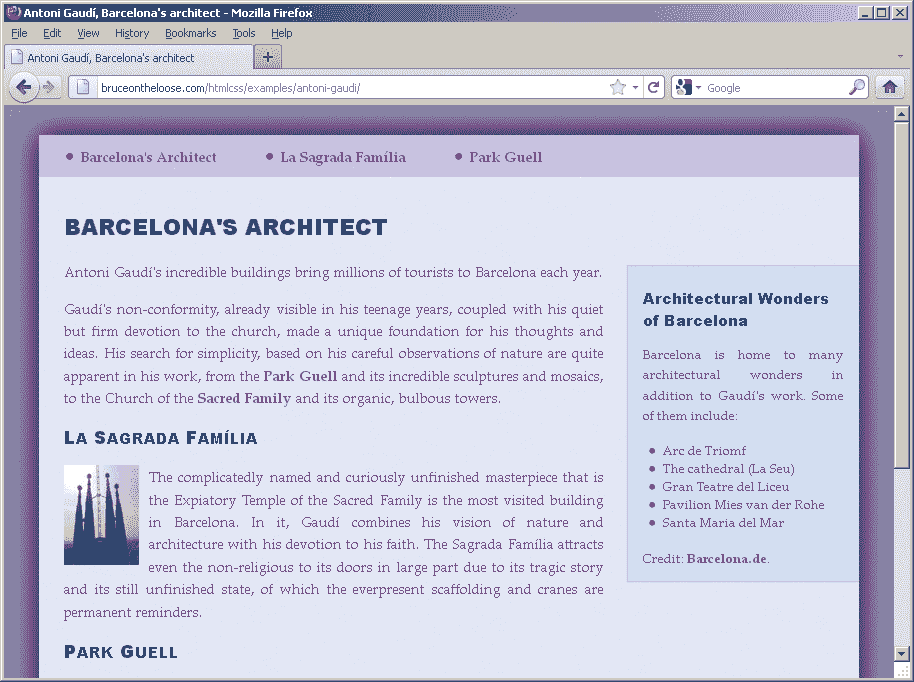 Antoni Gaudí, Barcelona's architect - Mozilla Firefox
File Edit View History Bookmarks Tools Help
Antoni Gaudí, Barcelona's architect
bruceontheloose.com/htmlcss/examples/antoni-gaudi/
Google
Barcelona's Architect
La Sagrada Família
Park Guell
BARCELONA'S ARCHITECT
Antoni Gaudí's incredible buildings bring millions of tourists to Barcelona each year.
Gaudí's non-conformity, already visible in his teenage years, coupled with his quiet
but firm devotion to the church, made a unique foundation for his thoughts and
ideas. His search for simplicity, based on his careful observations of nature are quite
apparent in his work, from the Park Guell and its incredible sculptures and mosaics,
to the Church of the Sacred Family and its organic, bulbous towers.
LA SAGRADA FAMÍLIA
The complicatedly named and curiously unfinished masterpiece that is
the Expiatory Temple of the Sacred Family is the most visited building
in Barcelona. In it, Gaudí combines his vision of nature and
architecture with his devotion to his faith. The Sagrada Família attracts
even the non-religious to its doors in large part due to its tragic story
and its still unfinished state, of which the everpresent scaffolding and cranes are
permanent reminders.
PARK GUELL
Architectural Wonders
of Barcelona
Barcelona is home to many
architectural wonders in
addition to Gaudí's work. Some
of them include:
Arc de Triomf
The cathedral (La Seu)
Gran Teatre del Liceu
Pavilion Mies van der Rohe
Santa Maria del Mar
Credit: Barcelona.de.